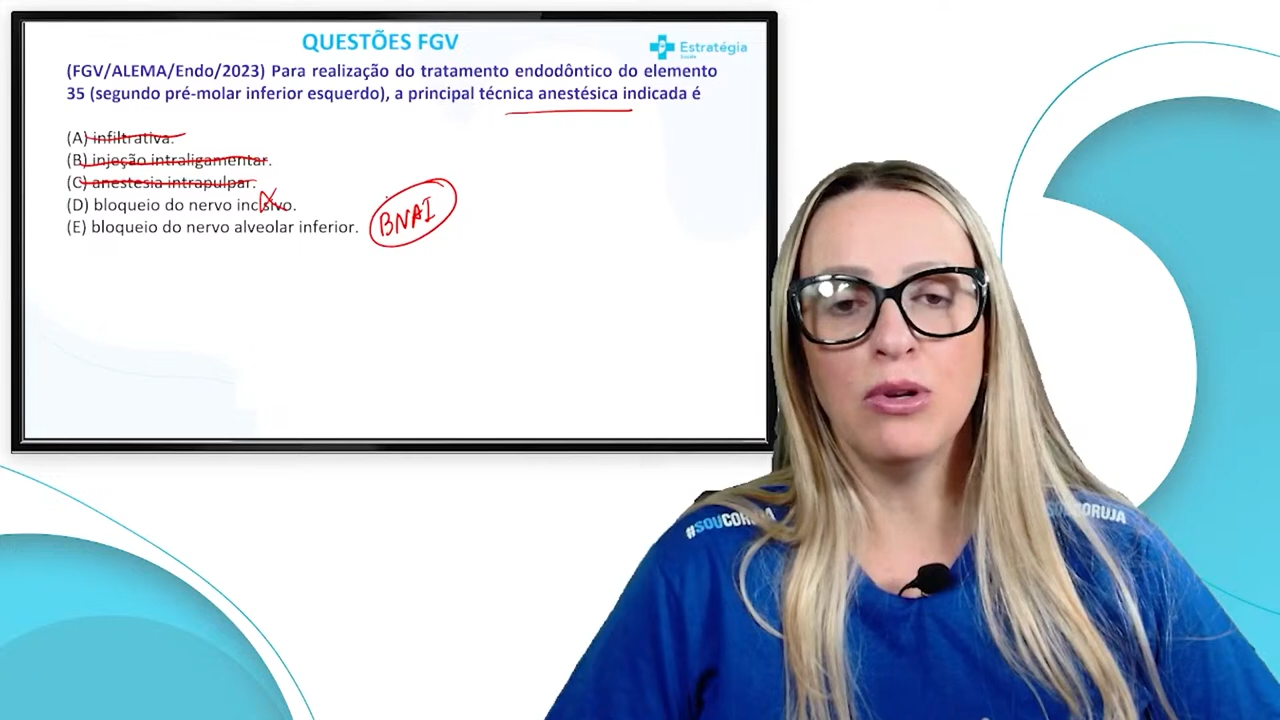 QUESTÕES FGV
Estratégia
Saúde
(FGV/ALEMA/Endo/2023) Para realização do tratamento endodôntico do elemento
35 (segundo pré-molar inferior esquerdo), a principal técnica anestésica indicada é
(A) infiltrativa.
(B) injeção intraligamentar.
(C) anestesia intrapulpar.
(D) bloqueio do nervo incisivo.
(E) bloqueio do nervo alveolar inferior.
BNAI
#SOUCORUJA